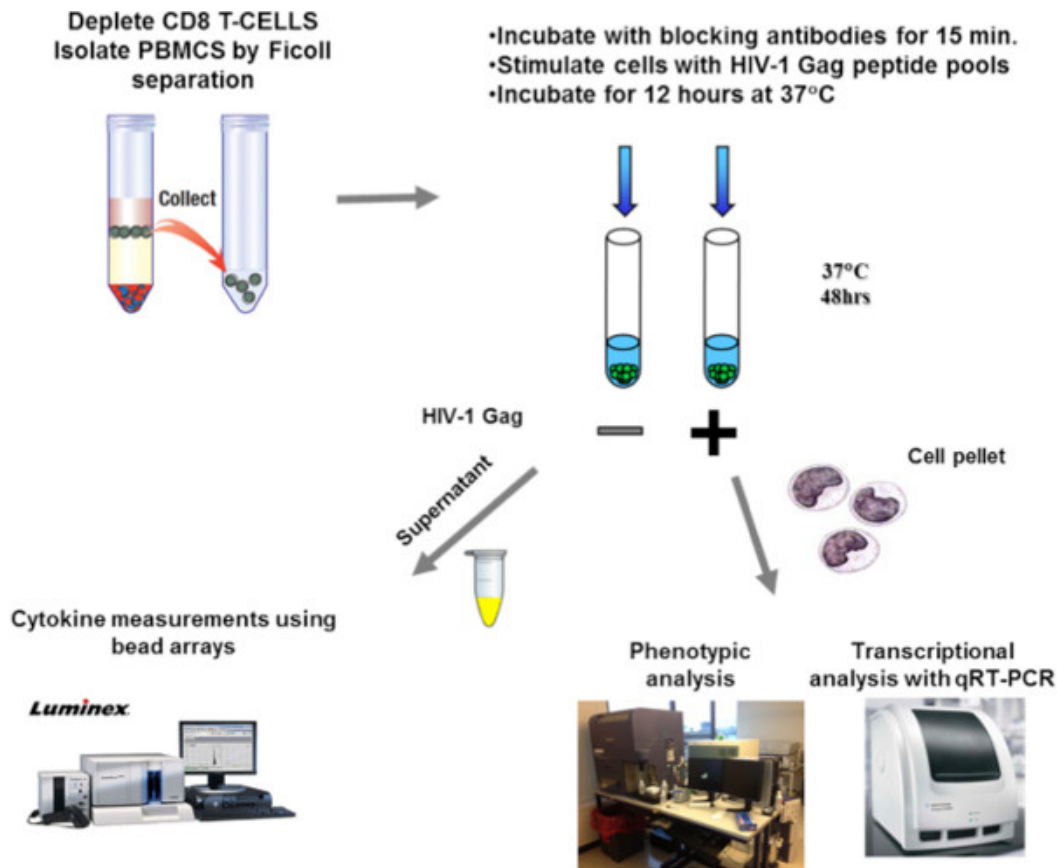 Deplete CD8 T-CELLS
Isolate PBMCS by Ficoll
separation
•Incubate with blocking antibodies for 15 min.
•Stimulate cells with HIV-1 Gag peptide pools
•Incubate for 12 hours at 37°C
Collect
37°C
48hrs
HIV-1 Gag
− +
Cell pellet
Supernatant
Cytokine measurements using
bead arrays
Luminex
Phenotypic
analysis
Transcriptional
analysis with qRT-PCR